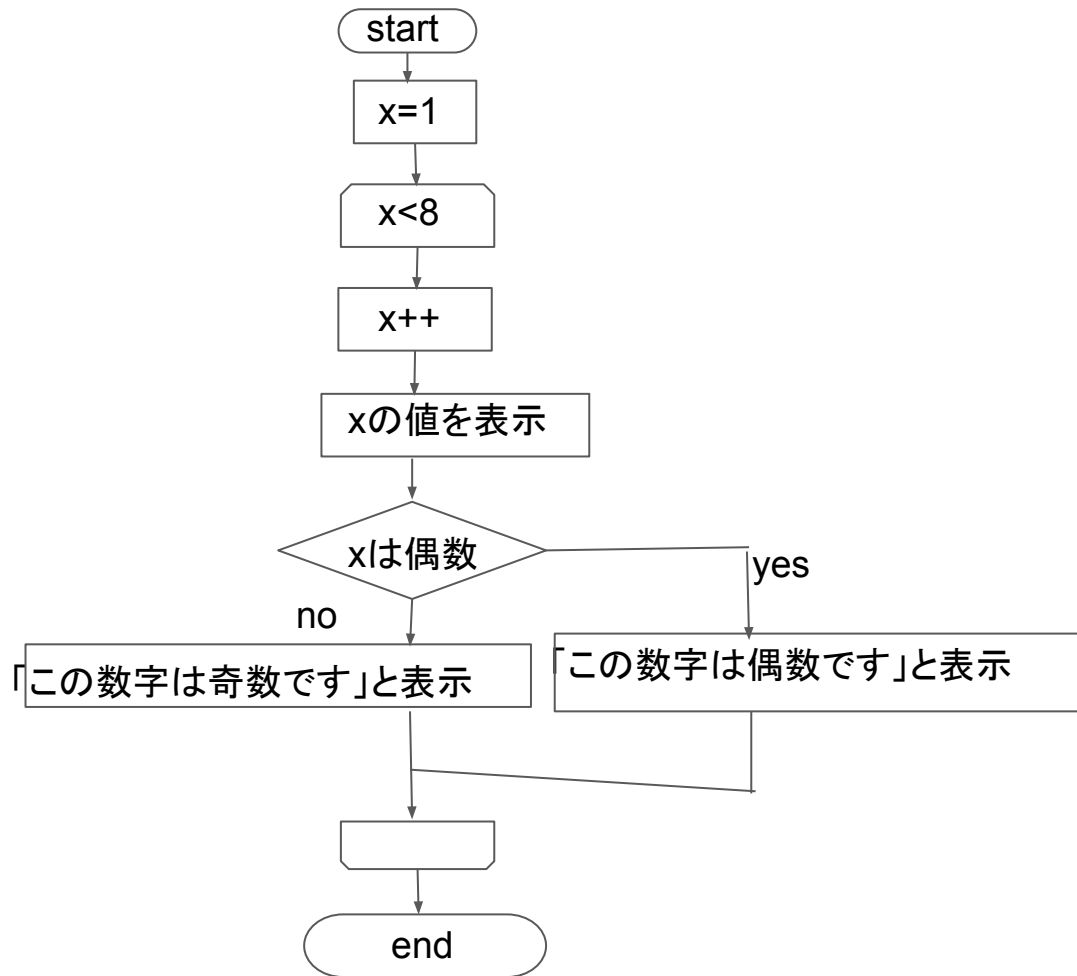 start
x=1
x<8
x++
xの値を表示
xは偶数
yes
no
「この数字は奇数です」と表示
「この数字は偶数です」と表示
end